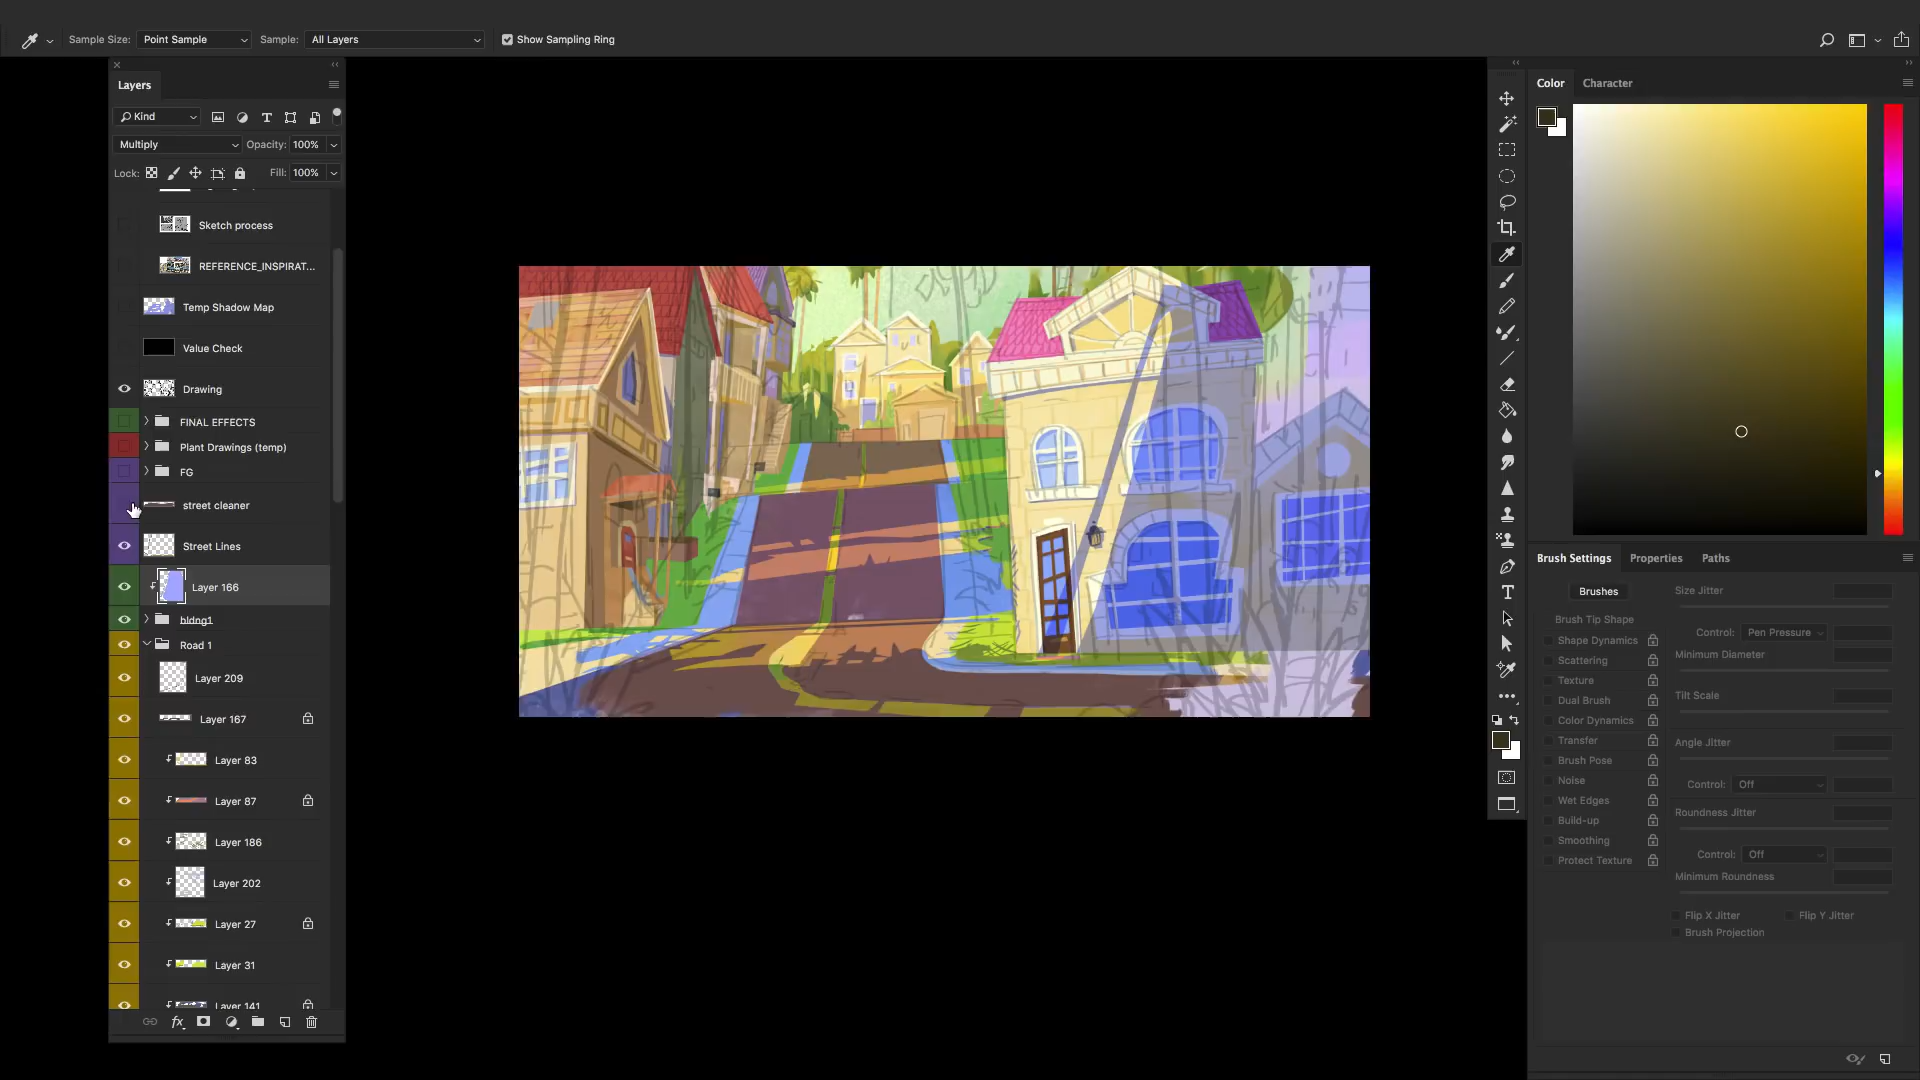 Sample Size: Point Sample Sample: All Layers Show Sampling Ring
Layers
Kind
Multiply Opacity: 100%
Lock: Fill: 100%
Sketch process
REFERENCE_INSPIRAT...
Temp Shadow Map
Value Check
Drawing
FINAL EFFECTS
Plant Drawings (temp)
FG
street cleaner
Street Lines
Layer 166
bldng1
Road 1
Layer 209
Layer 167
Layer 83
Layer 87
Layer 186
Layer 202
Layer 27
Layer 31
Layer 141
fx
Color Character
Brush Settings Properties Paths
Brushes
Brush Tip Shape
Shape Dynamics
Scattering
Texture
Dual Brush
Color Dynamics
Transfer
Brush Pose
Noise
Wet Edges
Build-up
Smoothing
Protect Texture
Size Jitter
Control: Pen Pressure
Minimum Diameter
Tilt Scale
Angle Jitter
Control: Off
Roundness Jitter
Control: Off
Minimum Roundness
Flip X Jitter Flip Y Jitter
Brush Projection